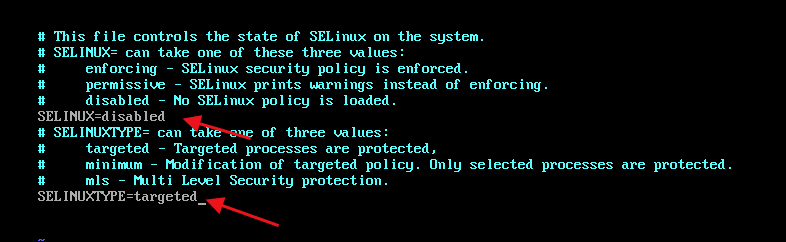 # This file controls the state of SELinux on the system.
# SELINUX= can take one of these three values:
#     enforcing - SELinux security policy is enforced.
#     permissive - SELinux prints warnings instead of enforcing.
#     disabled - No SELinux policy is loaded.
SELINUX=disabled
# SELINUXTYPE= can take one of three values:
#     targeted - Targeted processes are protected,
#     minimum - Modification of targeted policy. Only selected processes are protected.
#     mls - Multi Level Security protection.
SELINUXTYPE=targeted_
~